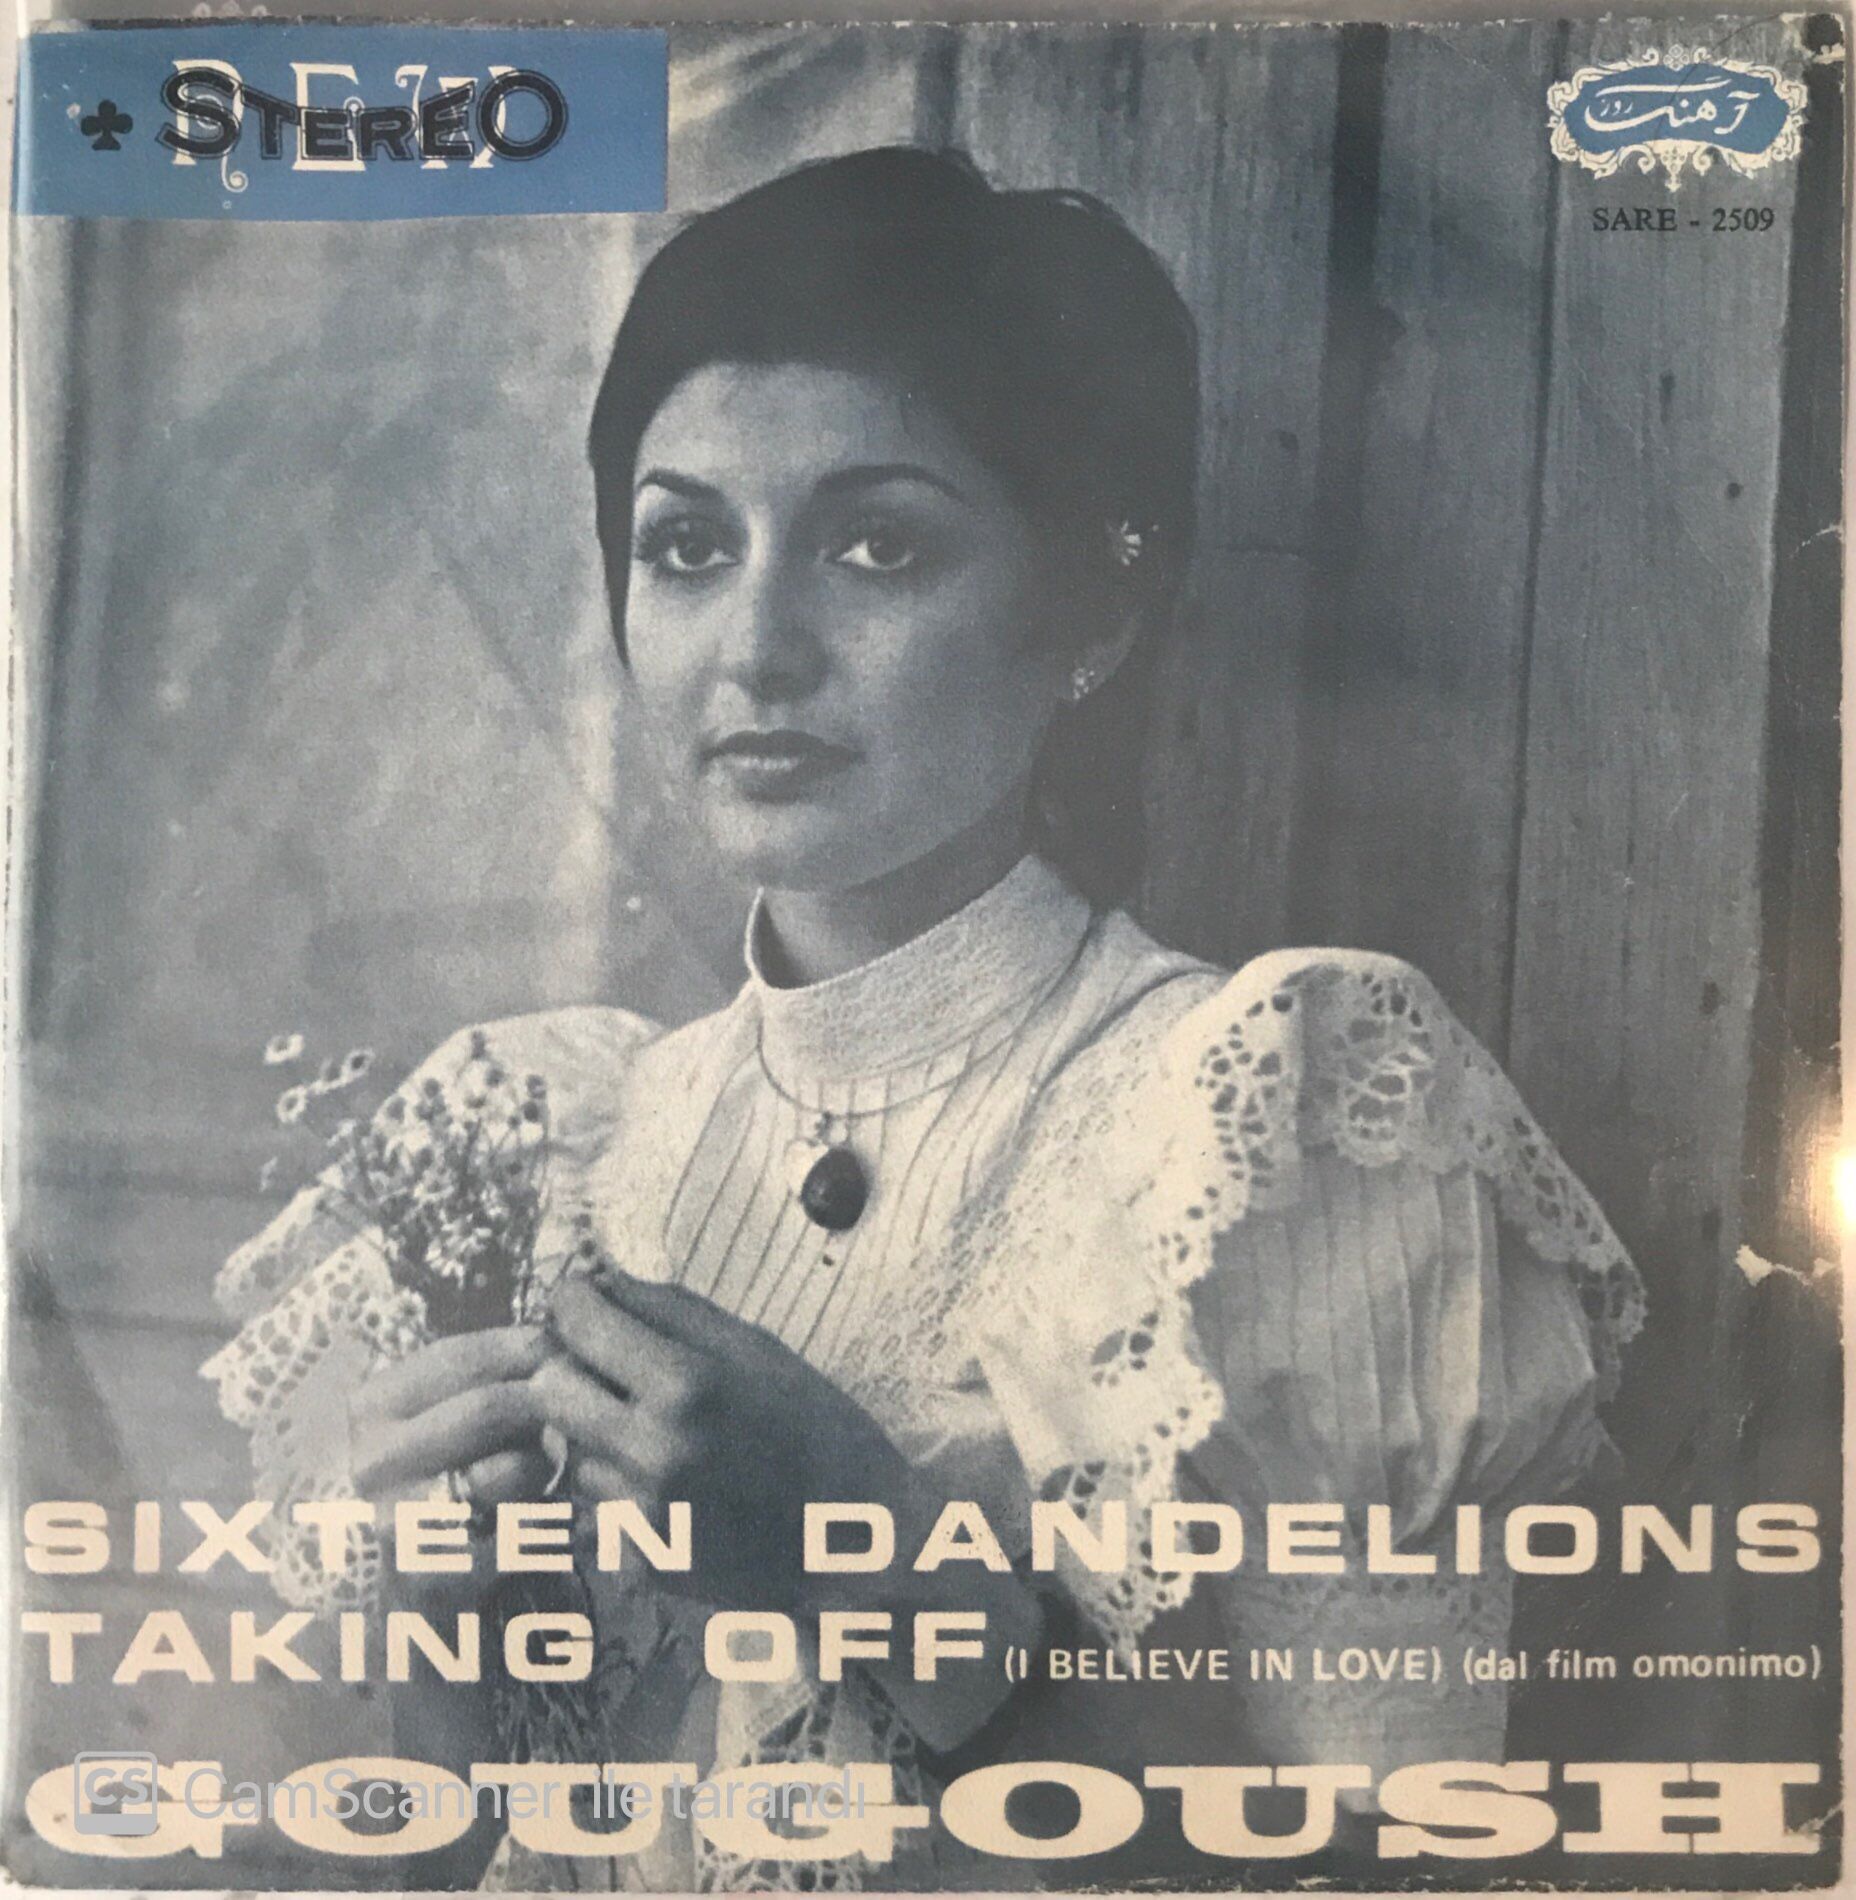 STEREO
آهنگ روز
SARE - 2509
SIXTEEN DANDELIONS
TAKING OFF (I BELIEVE IN LOVE) (dal film omonimo)
GOUGOUSH
CS CamScanner ile tarandı